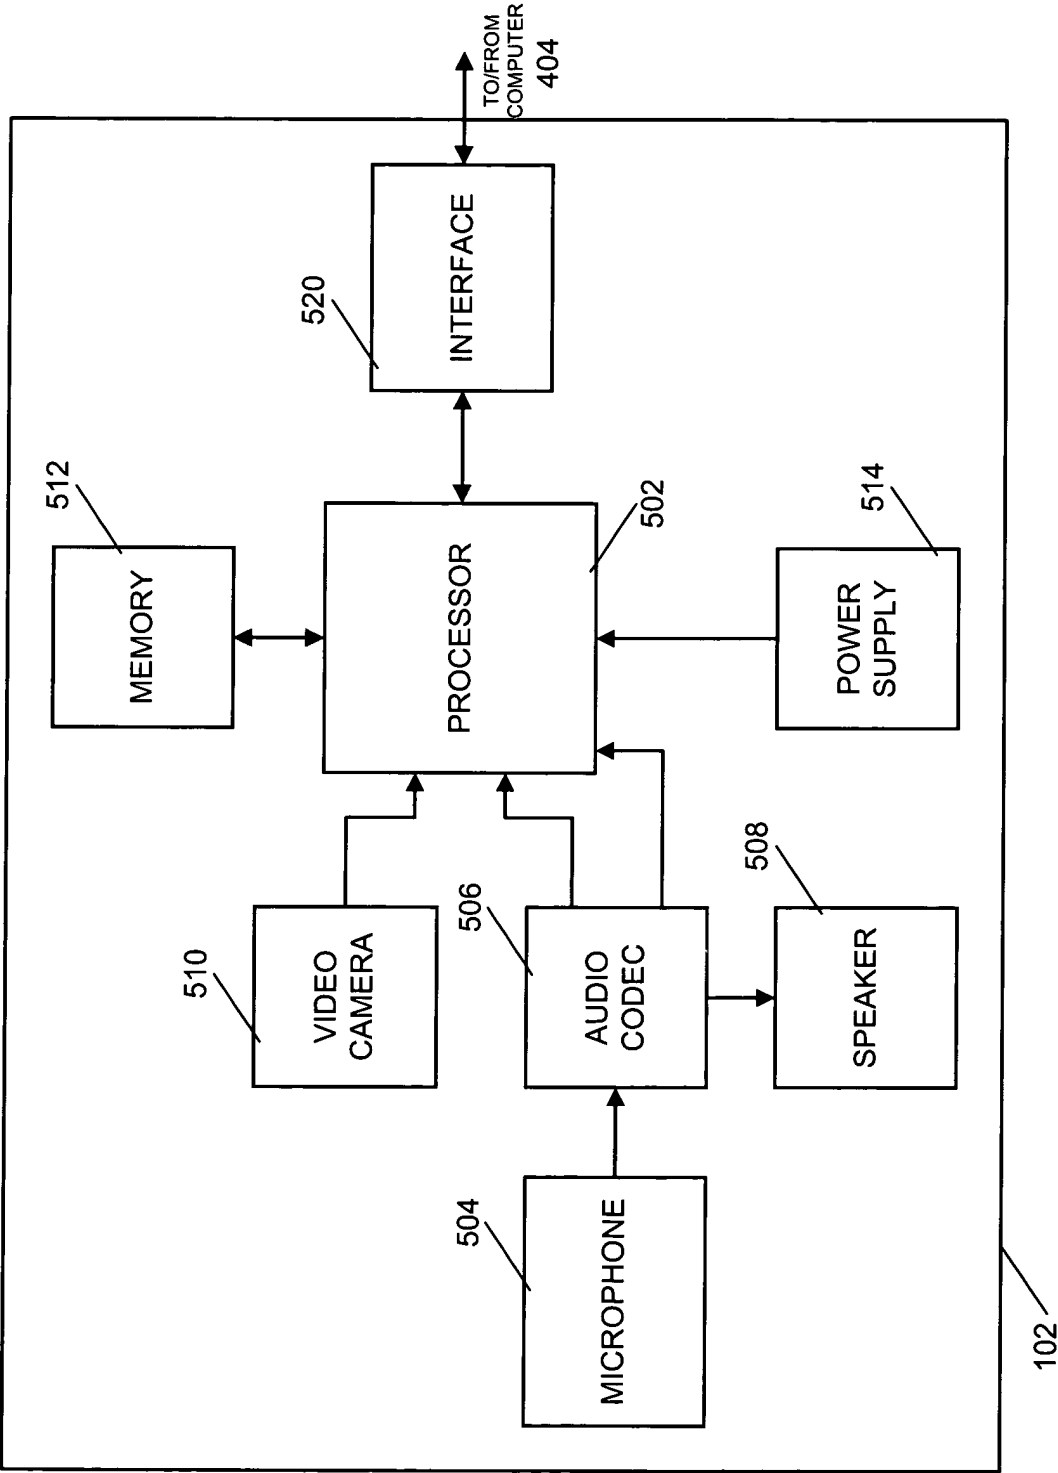 512
MEMORY
520
INTERFACE
TO/FROM
COMPUTER
404
510
VIDEO
CAMERA
PROCESSOR
502
504
MICROPHONE
506
AUDIO
CODEC
508
SPEAKER
514
POWER
SUPPLY
102